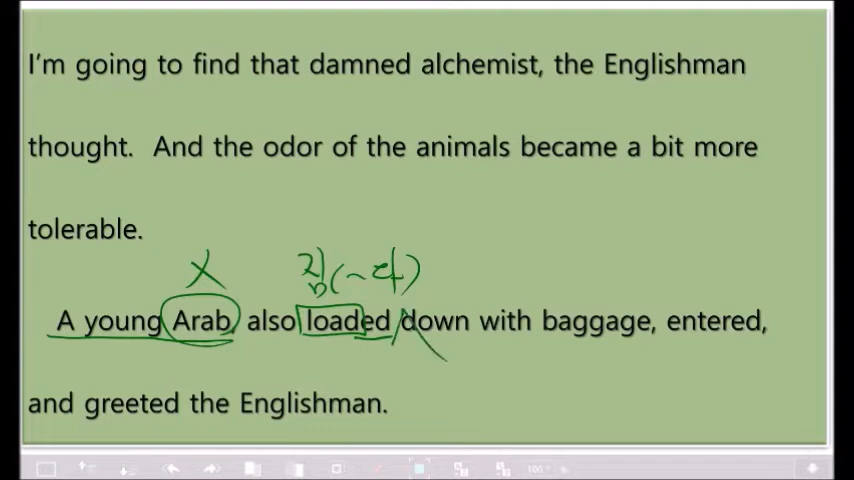 I'm going to find that damned alchemist, the Englishman
thought. And the odor of the animals became a bit more
tolerable.
X 짐(~다)
A young Arab, also loaded down with baggage, entered,
and greeted the Englishman.
100 %